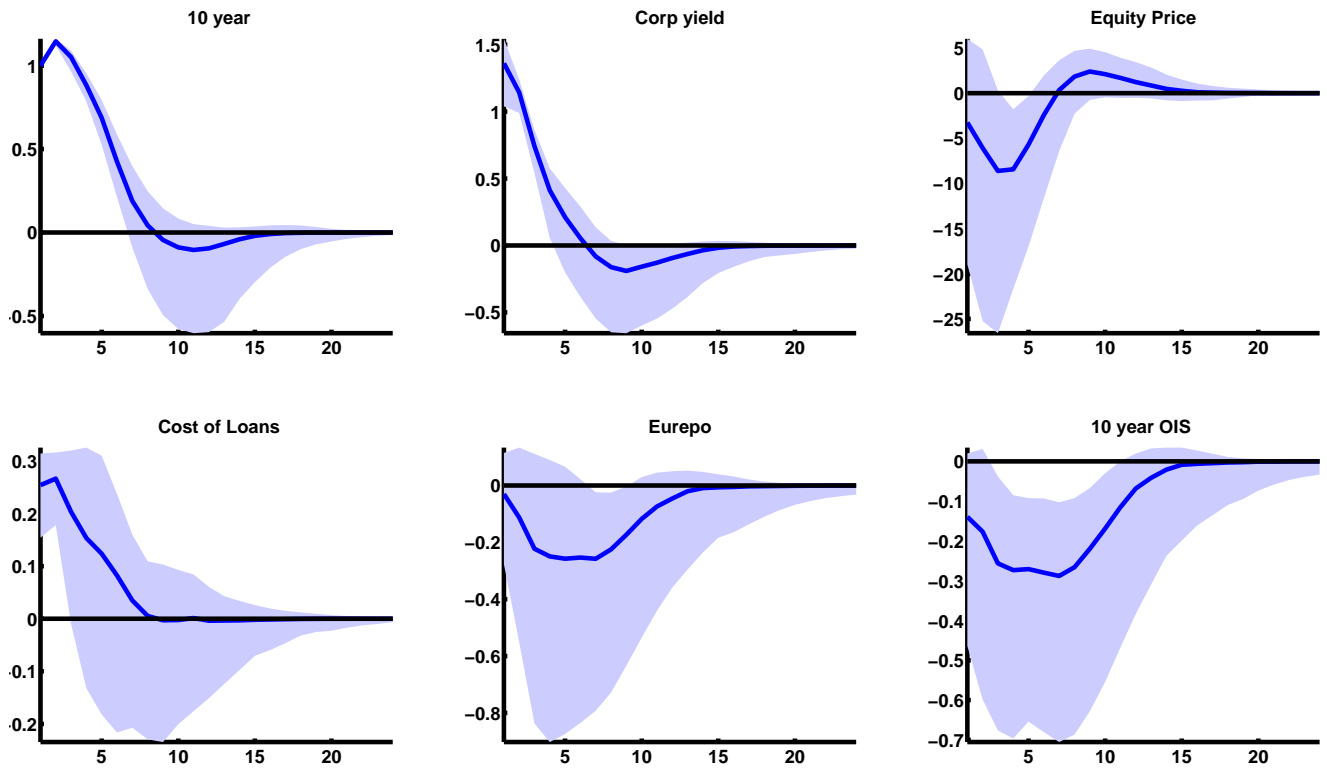 10 year
1
0.5
0
.0.5
5 10 15 20
Corp yield
1.5
1
0.5
0
−0.5
5 10 15 20
Equity Price
5
0
−5
−10
−15
−20
−25
5 10 15 20
Cost of Loans
0.3
0.2
0.1
0
.0.1
.0.2
5 10 15 20
Eurepo
0
−0.2
−0.4
−0.6
−0.8
5 10 15 20
10 year OIS
0
−0.1
−0.2
−0.3
−0.4
−0.5
−0.6
−0.7
5 10 15 20